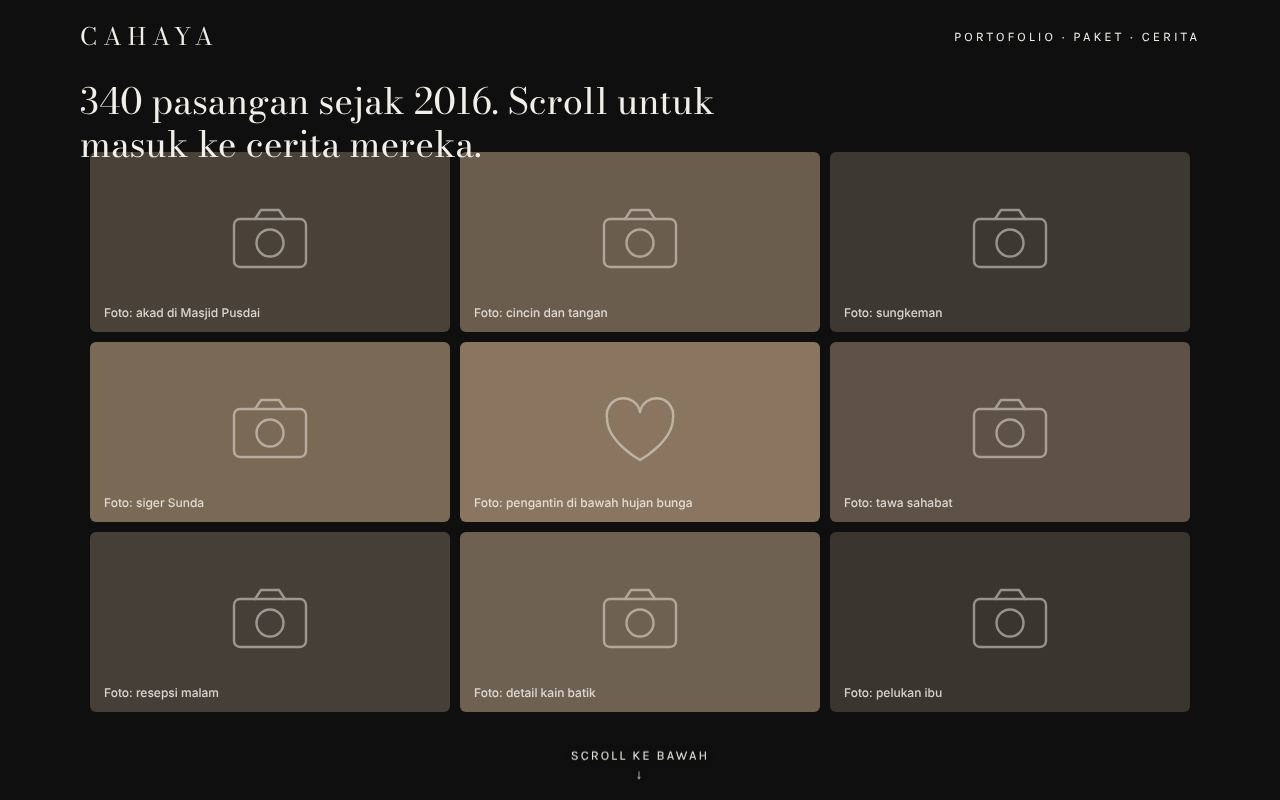 CAHAYA
PORTOFOLIO · PAKET · CERITA
340 pasangan sejak 2016. Scroll untuk
masuk ke cerita mereka.
Foto: akad di Masjid Pusdai
Foto: cincin dan tangan
Foto: sungkeman
Foto: siger Sunda
Foto: pengantin di bawah hujan bunga
Foto: tawa sahabat
Foto: resepsi malam
Foto: detail kain batik
Foto: pelukan ibu
SCROLL KE BAWAH
↓